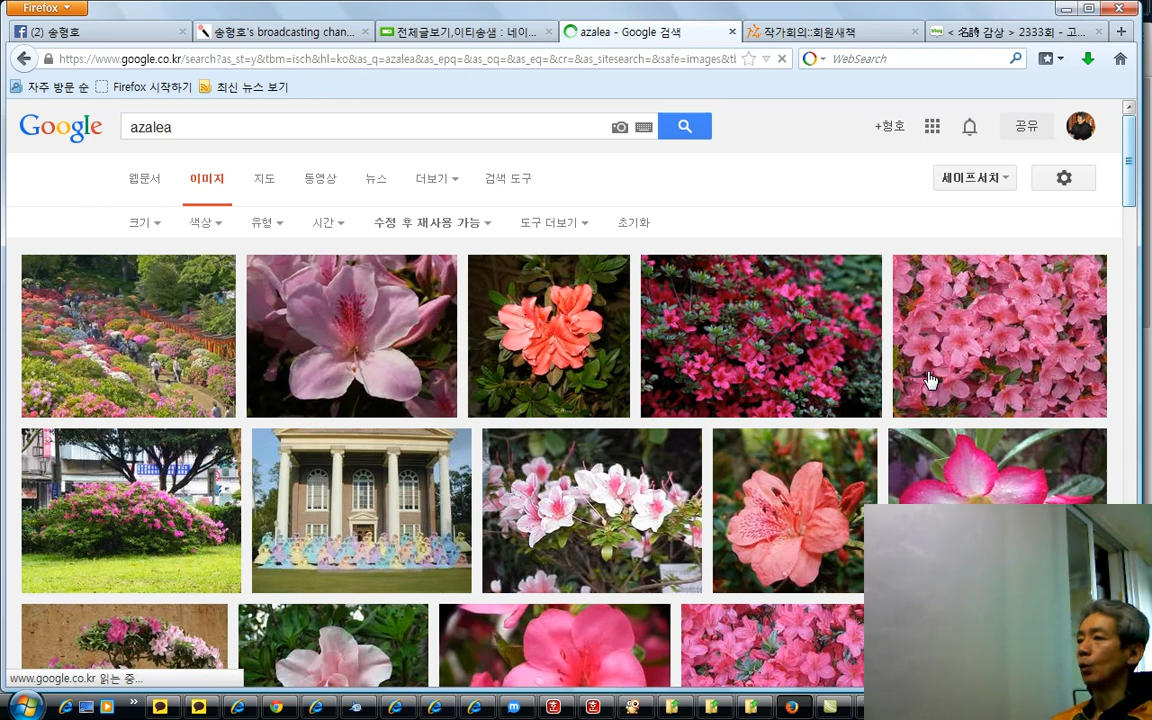 Firefox
(2) 송형호
송형호's broadcasting chan...
전체글보기,이티송샘 : 네이...
azalea - Google 검색
작가회의::회원새책
< 名詩 감상 > 2333회 - 고...
https://www.google.co.kr/search?as_st=y&tbm=isch&hl=ko&as_q=azalea&as_epq=&as_oq=&as_eq=&cr=&as_sitesearch=&safe=images&tl
WebSearch
자주 방문 순
Firefox 시작하기
최신 뉴스 보기
Google
azalea
+형호
공유
웹문서
이미지
지도
동영상
뉴스
더보기
검색 도구
세이프서치
크기
색상
유형
시간
수정 후 재사용 가능
도구 더보기
초기화
www.google.co.kr 읽는 중...